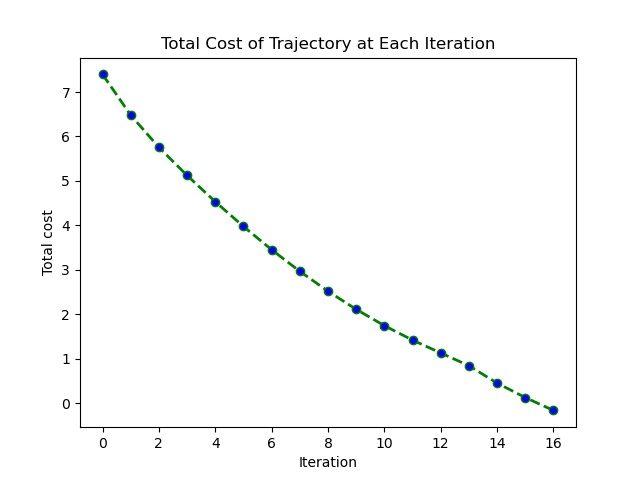 Total Cost of Trajectory at Each Iteration
7
6
5
4
3
2
1
0
Total cost
0 2 4 6 8 10 12 14 16
Iteration